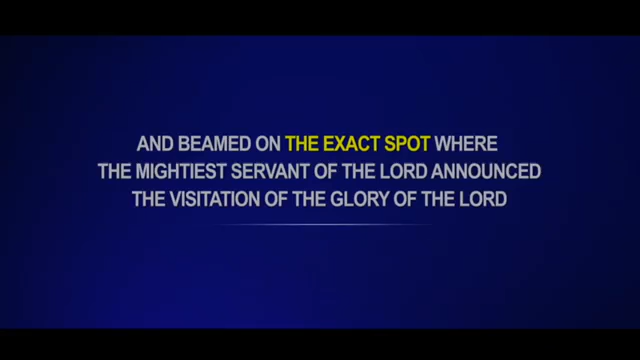 AND BEAMED ON THE EXACT SPOT WHERE
THE MIGHTIEST SERVANT OF THE LORD ANNOUNCED
THE VISITATION OF THE GLORY OF THE LORD